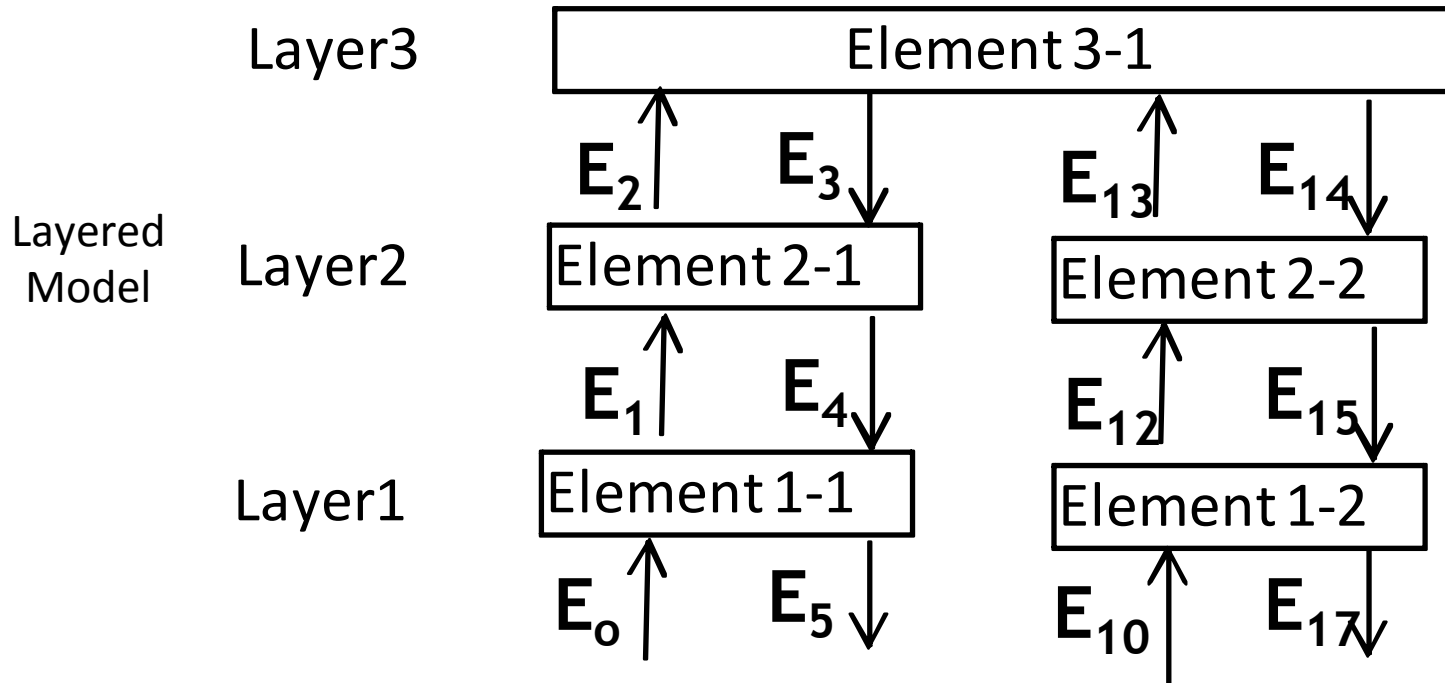 Layer3
Element 3-1
E2
E3
E13
E14
Layered
Model
Layer2
Element 2-1
Element 2-2
E1
E4
E12
E15
Layer1
Element 1-1
Element 1-2
Eo
E5
E10
E17